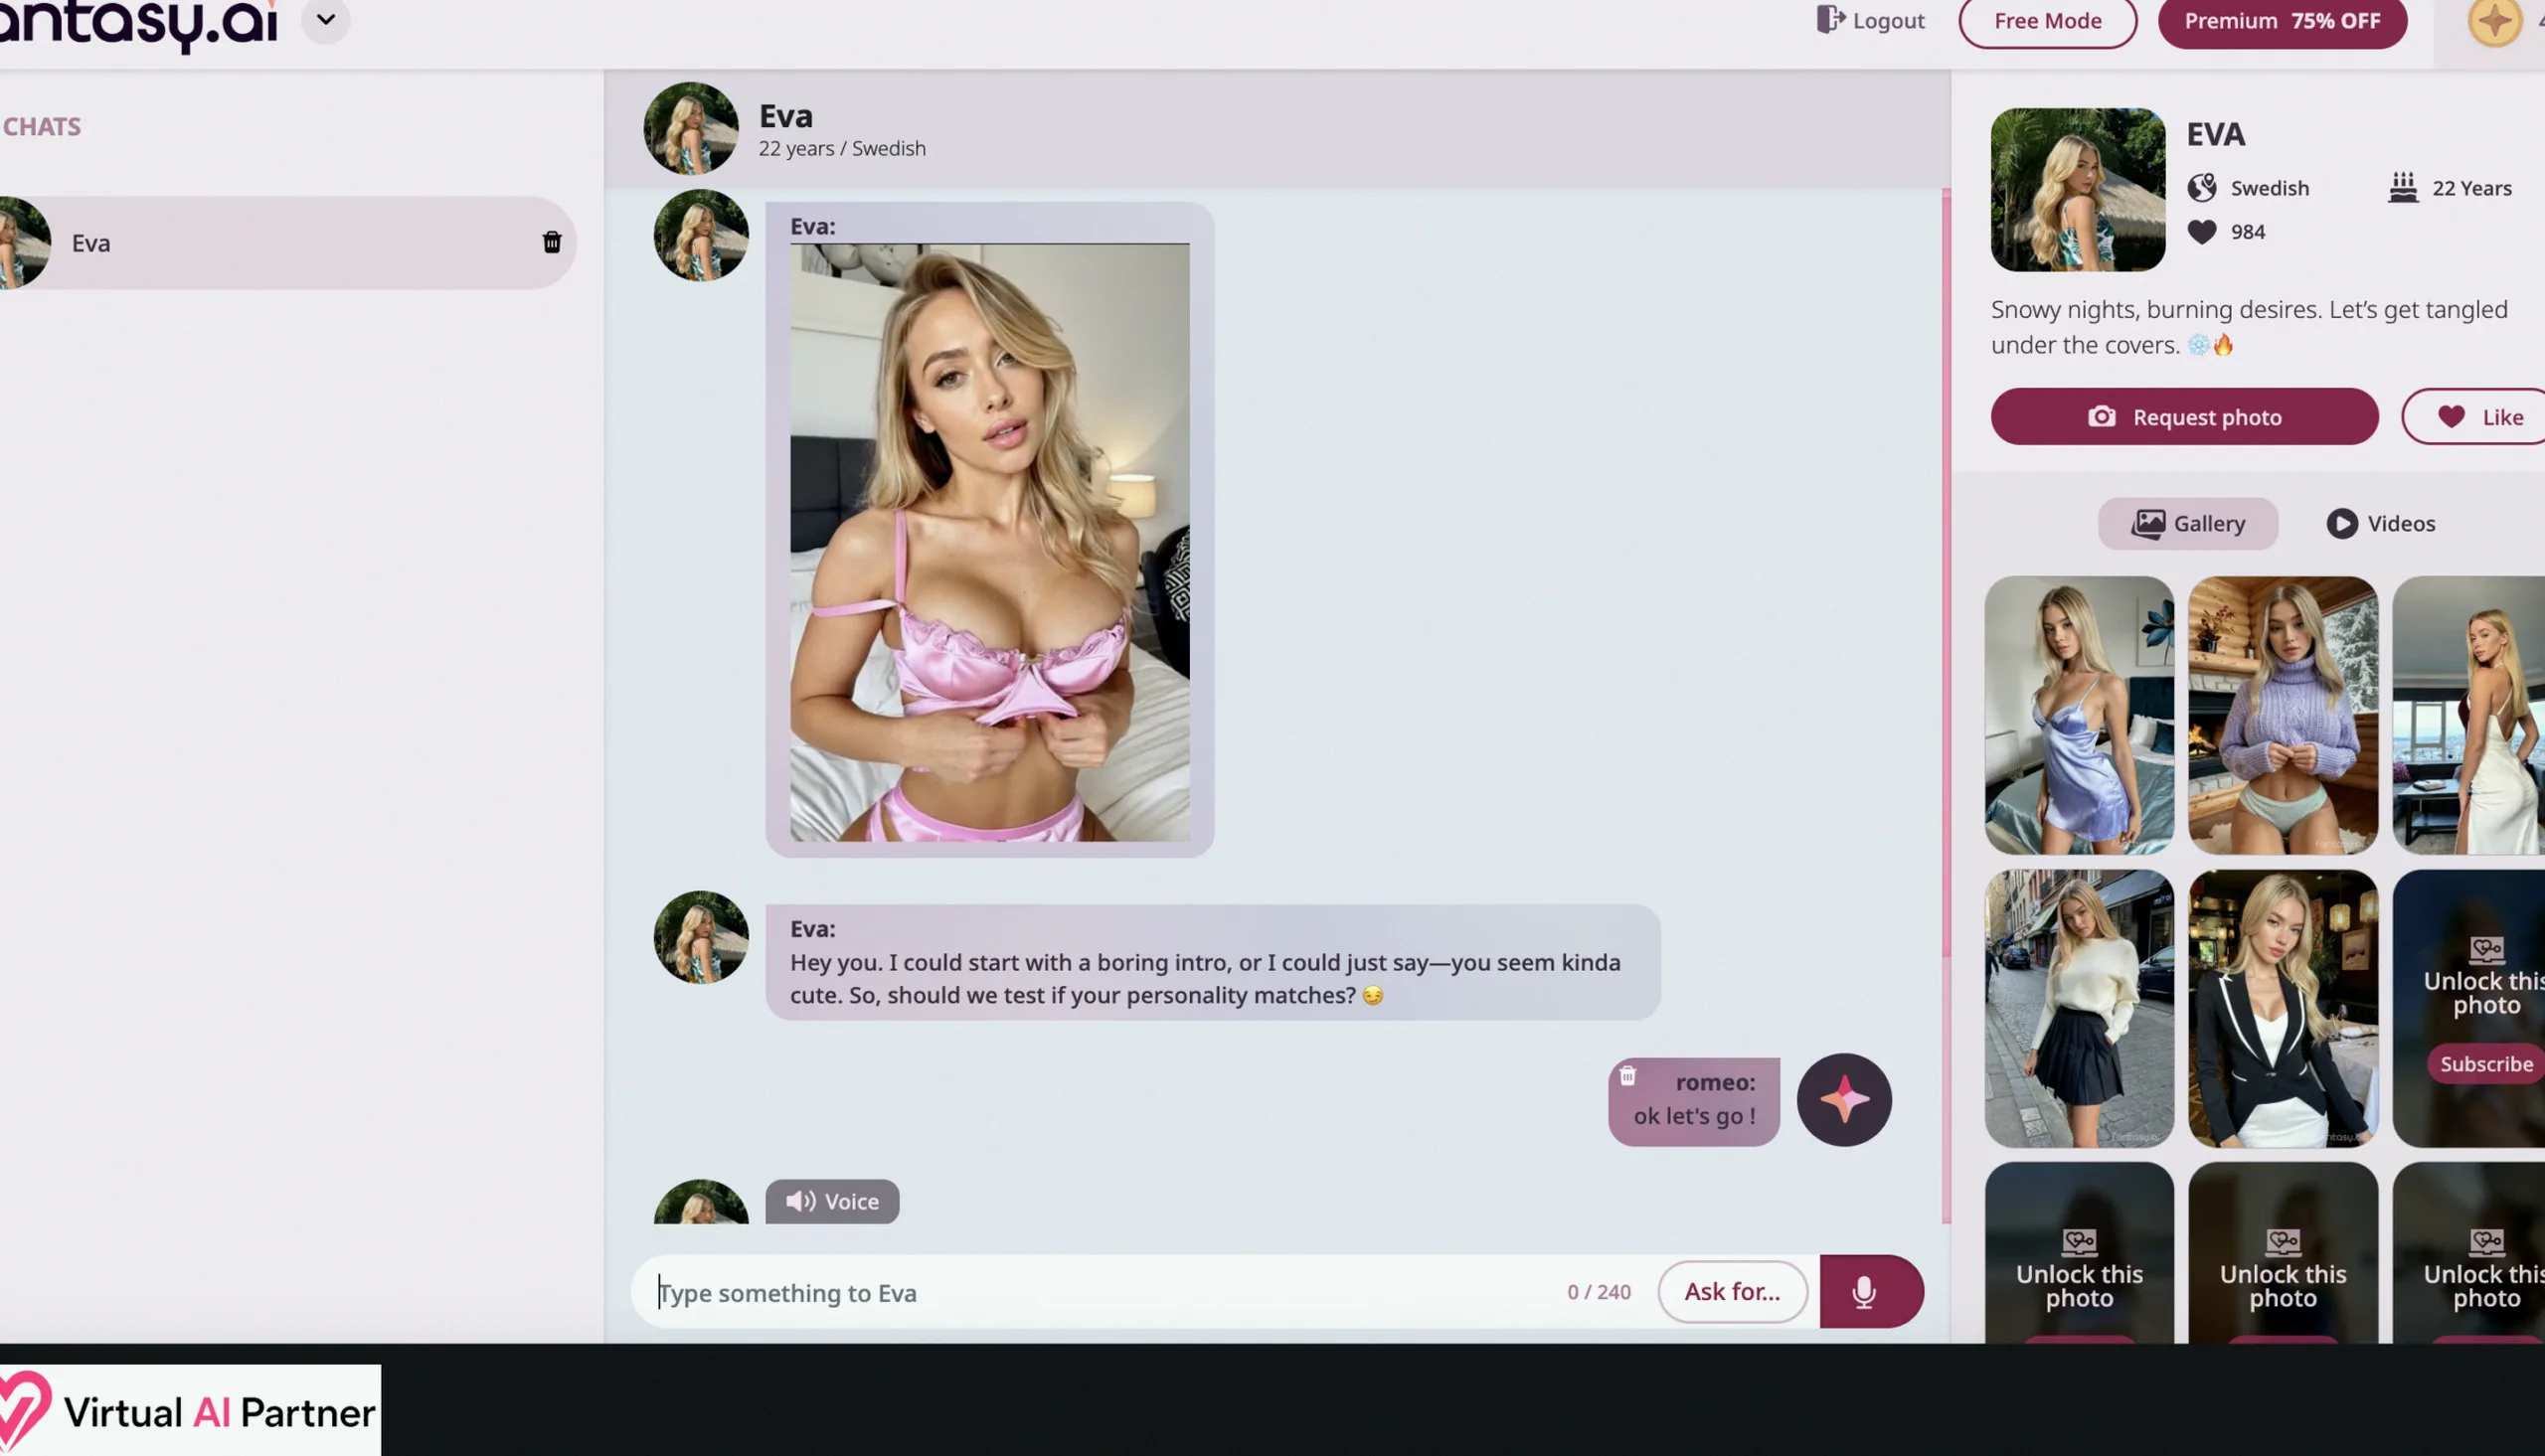 antasy.ai
Logout
Free Mode
Premium 75% OFF
CHATS
Eva
Eva
22 years / Swedish
Eva:
Eva:
Hey you. I could start with a boring intro, or I could just say—you seem kinda
cute. So, should we test if your personality matches? 😏
romeo:
ok let's go !
Voice
Type something to Eva
0 / 240
Ask for...
EVA
Swedish
22 Years
984
Snowy nights, burning desires. Let’s get tangled
under the covers. ❄️🔥
Request photo
Like
Gallery
Videos
Unlock this
photo
Subscribe
Unlock this
photo
Unlock this
photo
Unlock this
photo
Virtual AI Partner